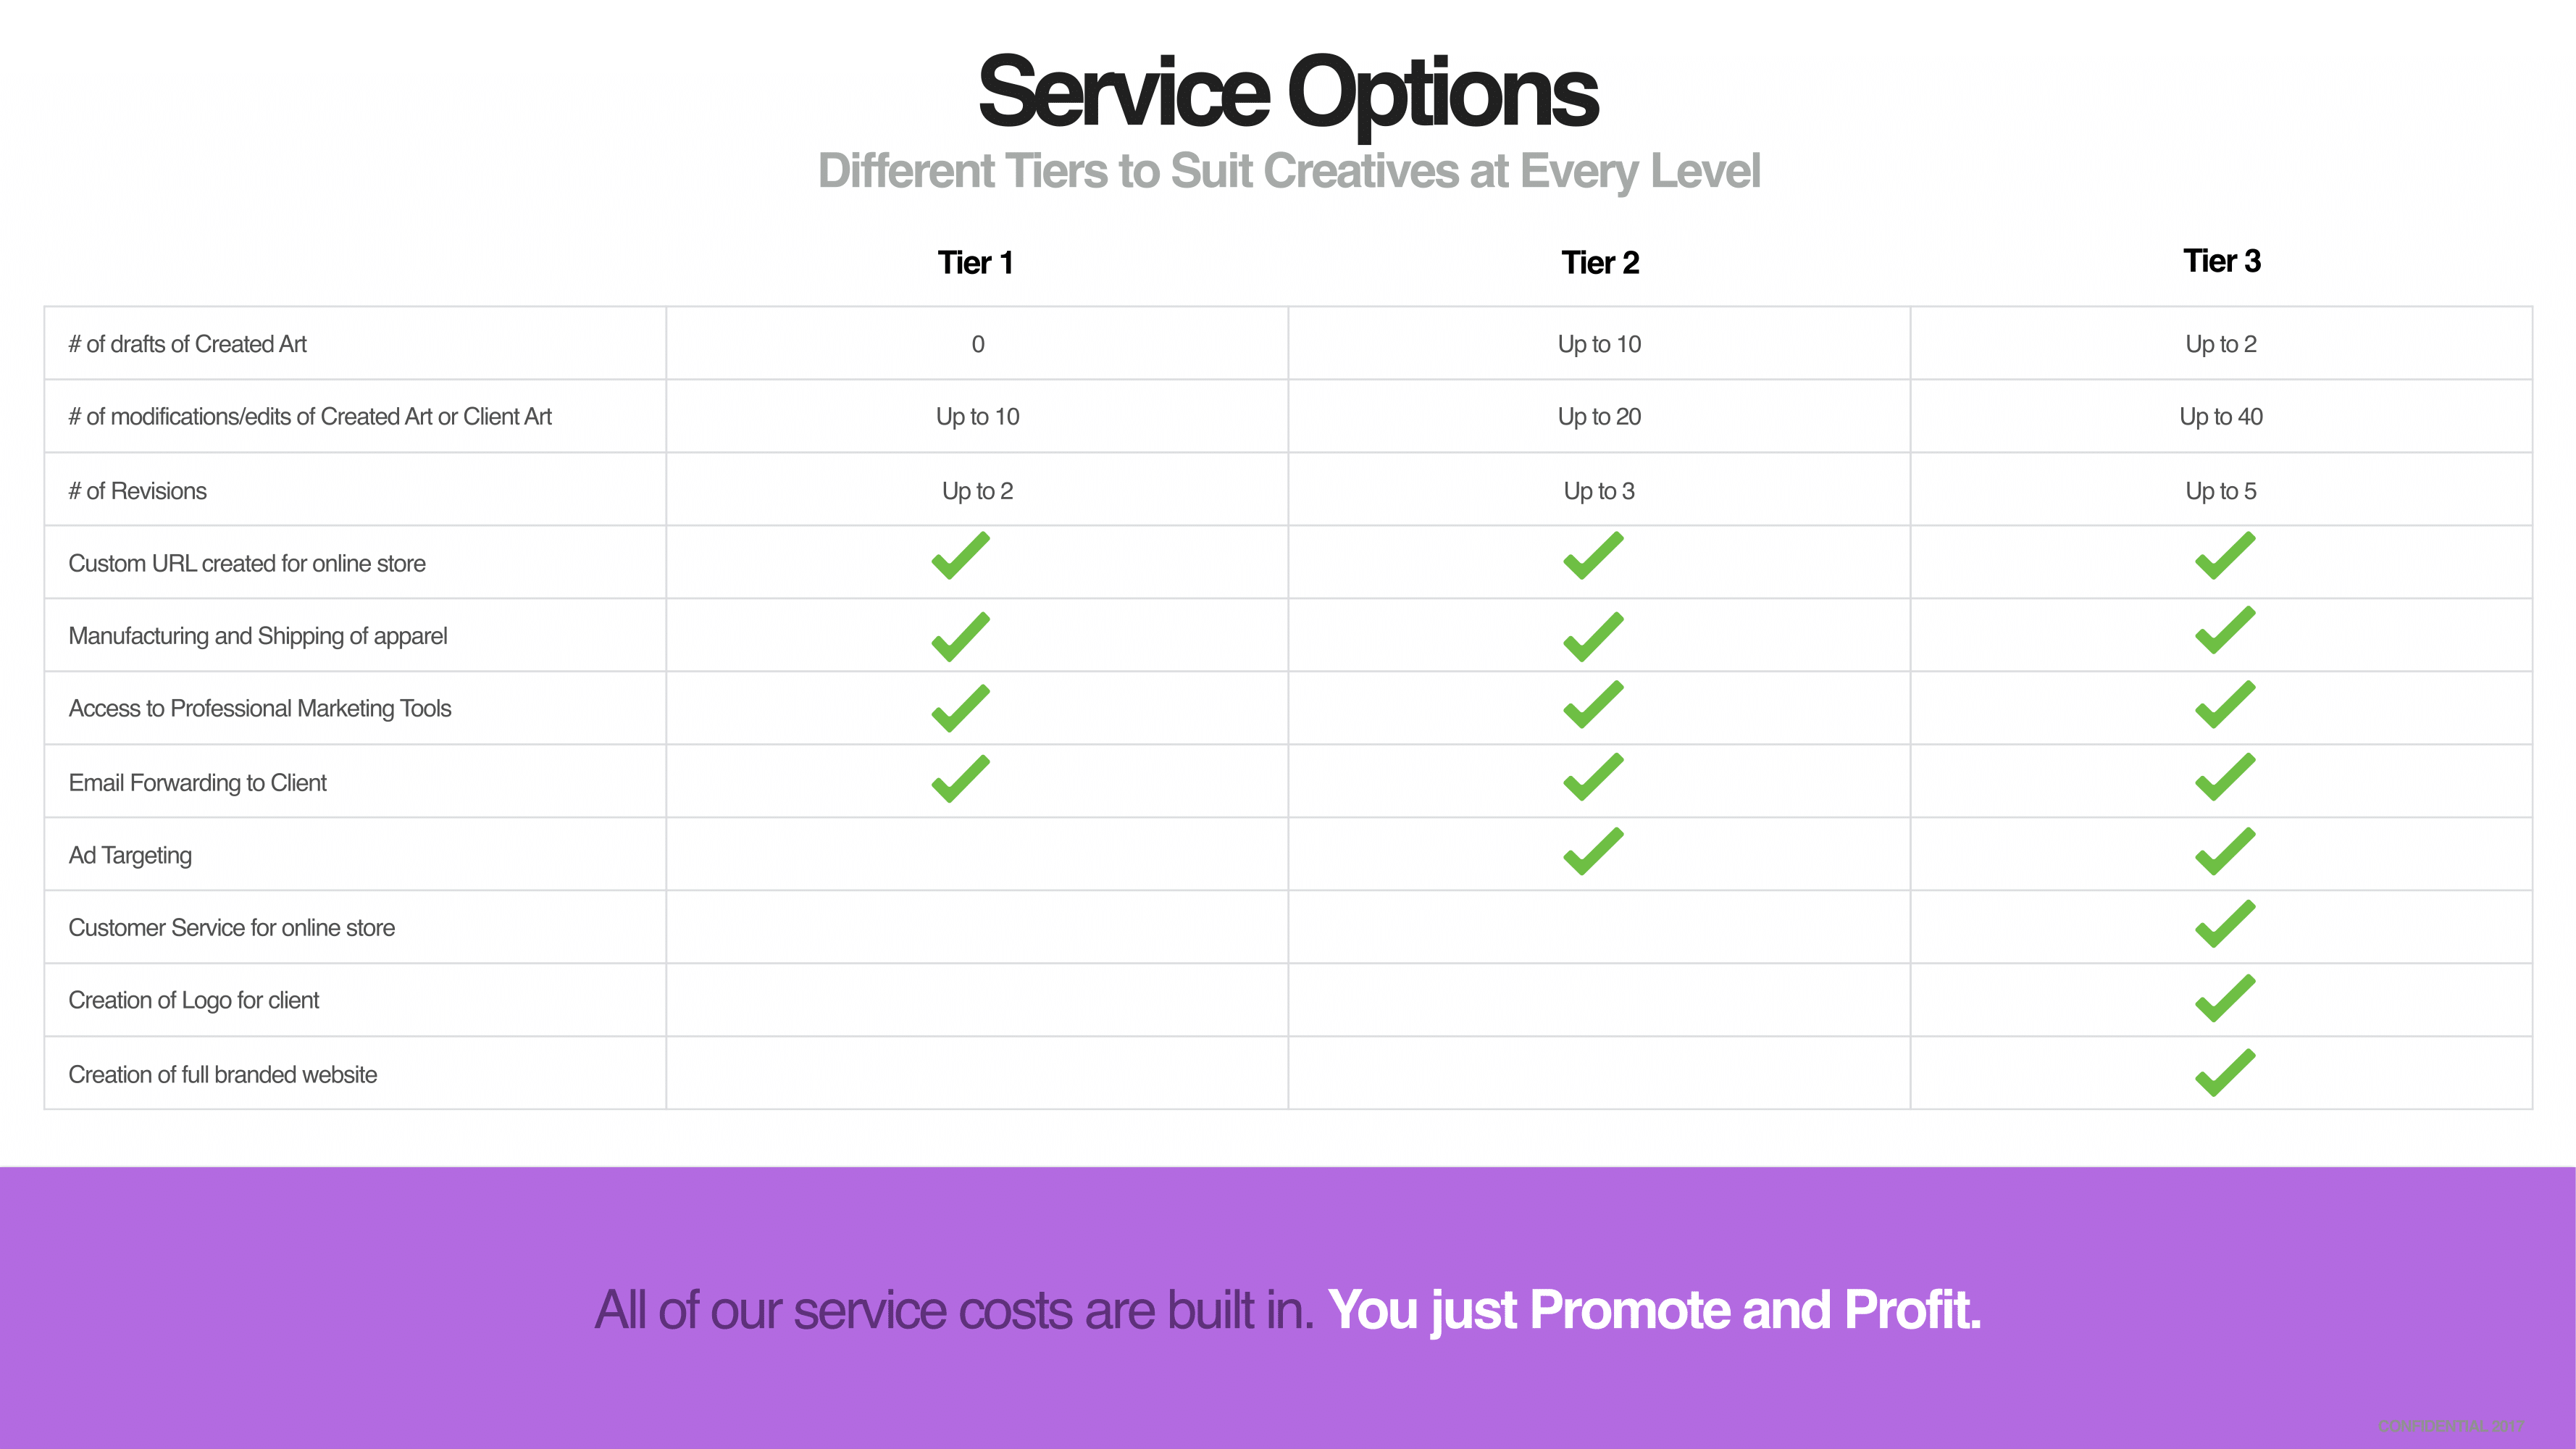 Service Options
Different Tiers to Suit Creatives at Every Level
Tier 1 Tier 2 Tier 3
# of drafts of Created Art 0 Up to 10 Up to 2
# of modifications/edits of Created Art or Client Art Up to 10 Up to 20 Up to 40
# of Revisions Up to 2 Up to 3 Up to 5
Custom URL created for online store
Manufacturing and Shipping of apparel
Access to Professional Marketing Tools
Email Forwarding to Client
Ad Targeting
Customer Service for online store
Creation of Logo for client
Creation of full branded website
All of our service costs are built in. You just Promote and Profit.
CONFIDENTIAL 2017